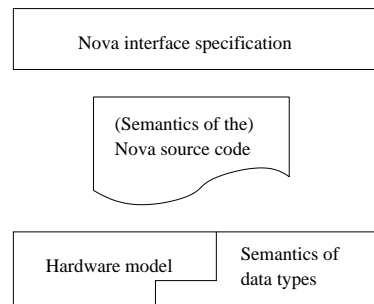 Nova interface specification
(Semantics of the)
Nova source code
Hardware model
Semantics of
data types